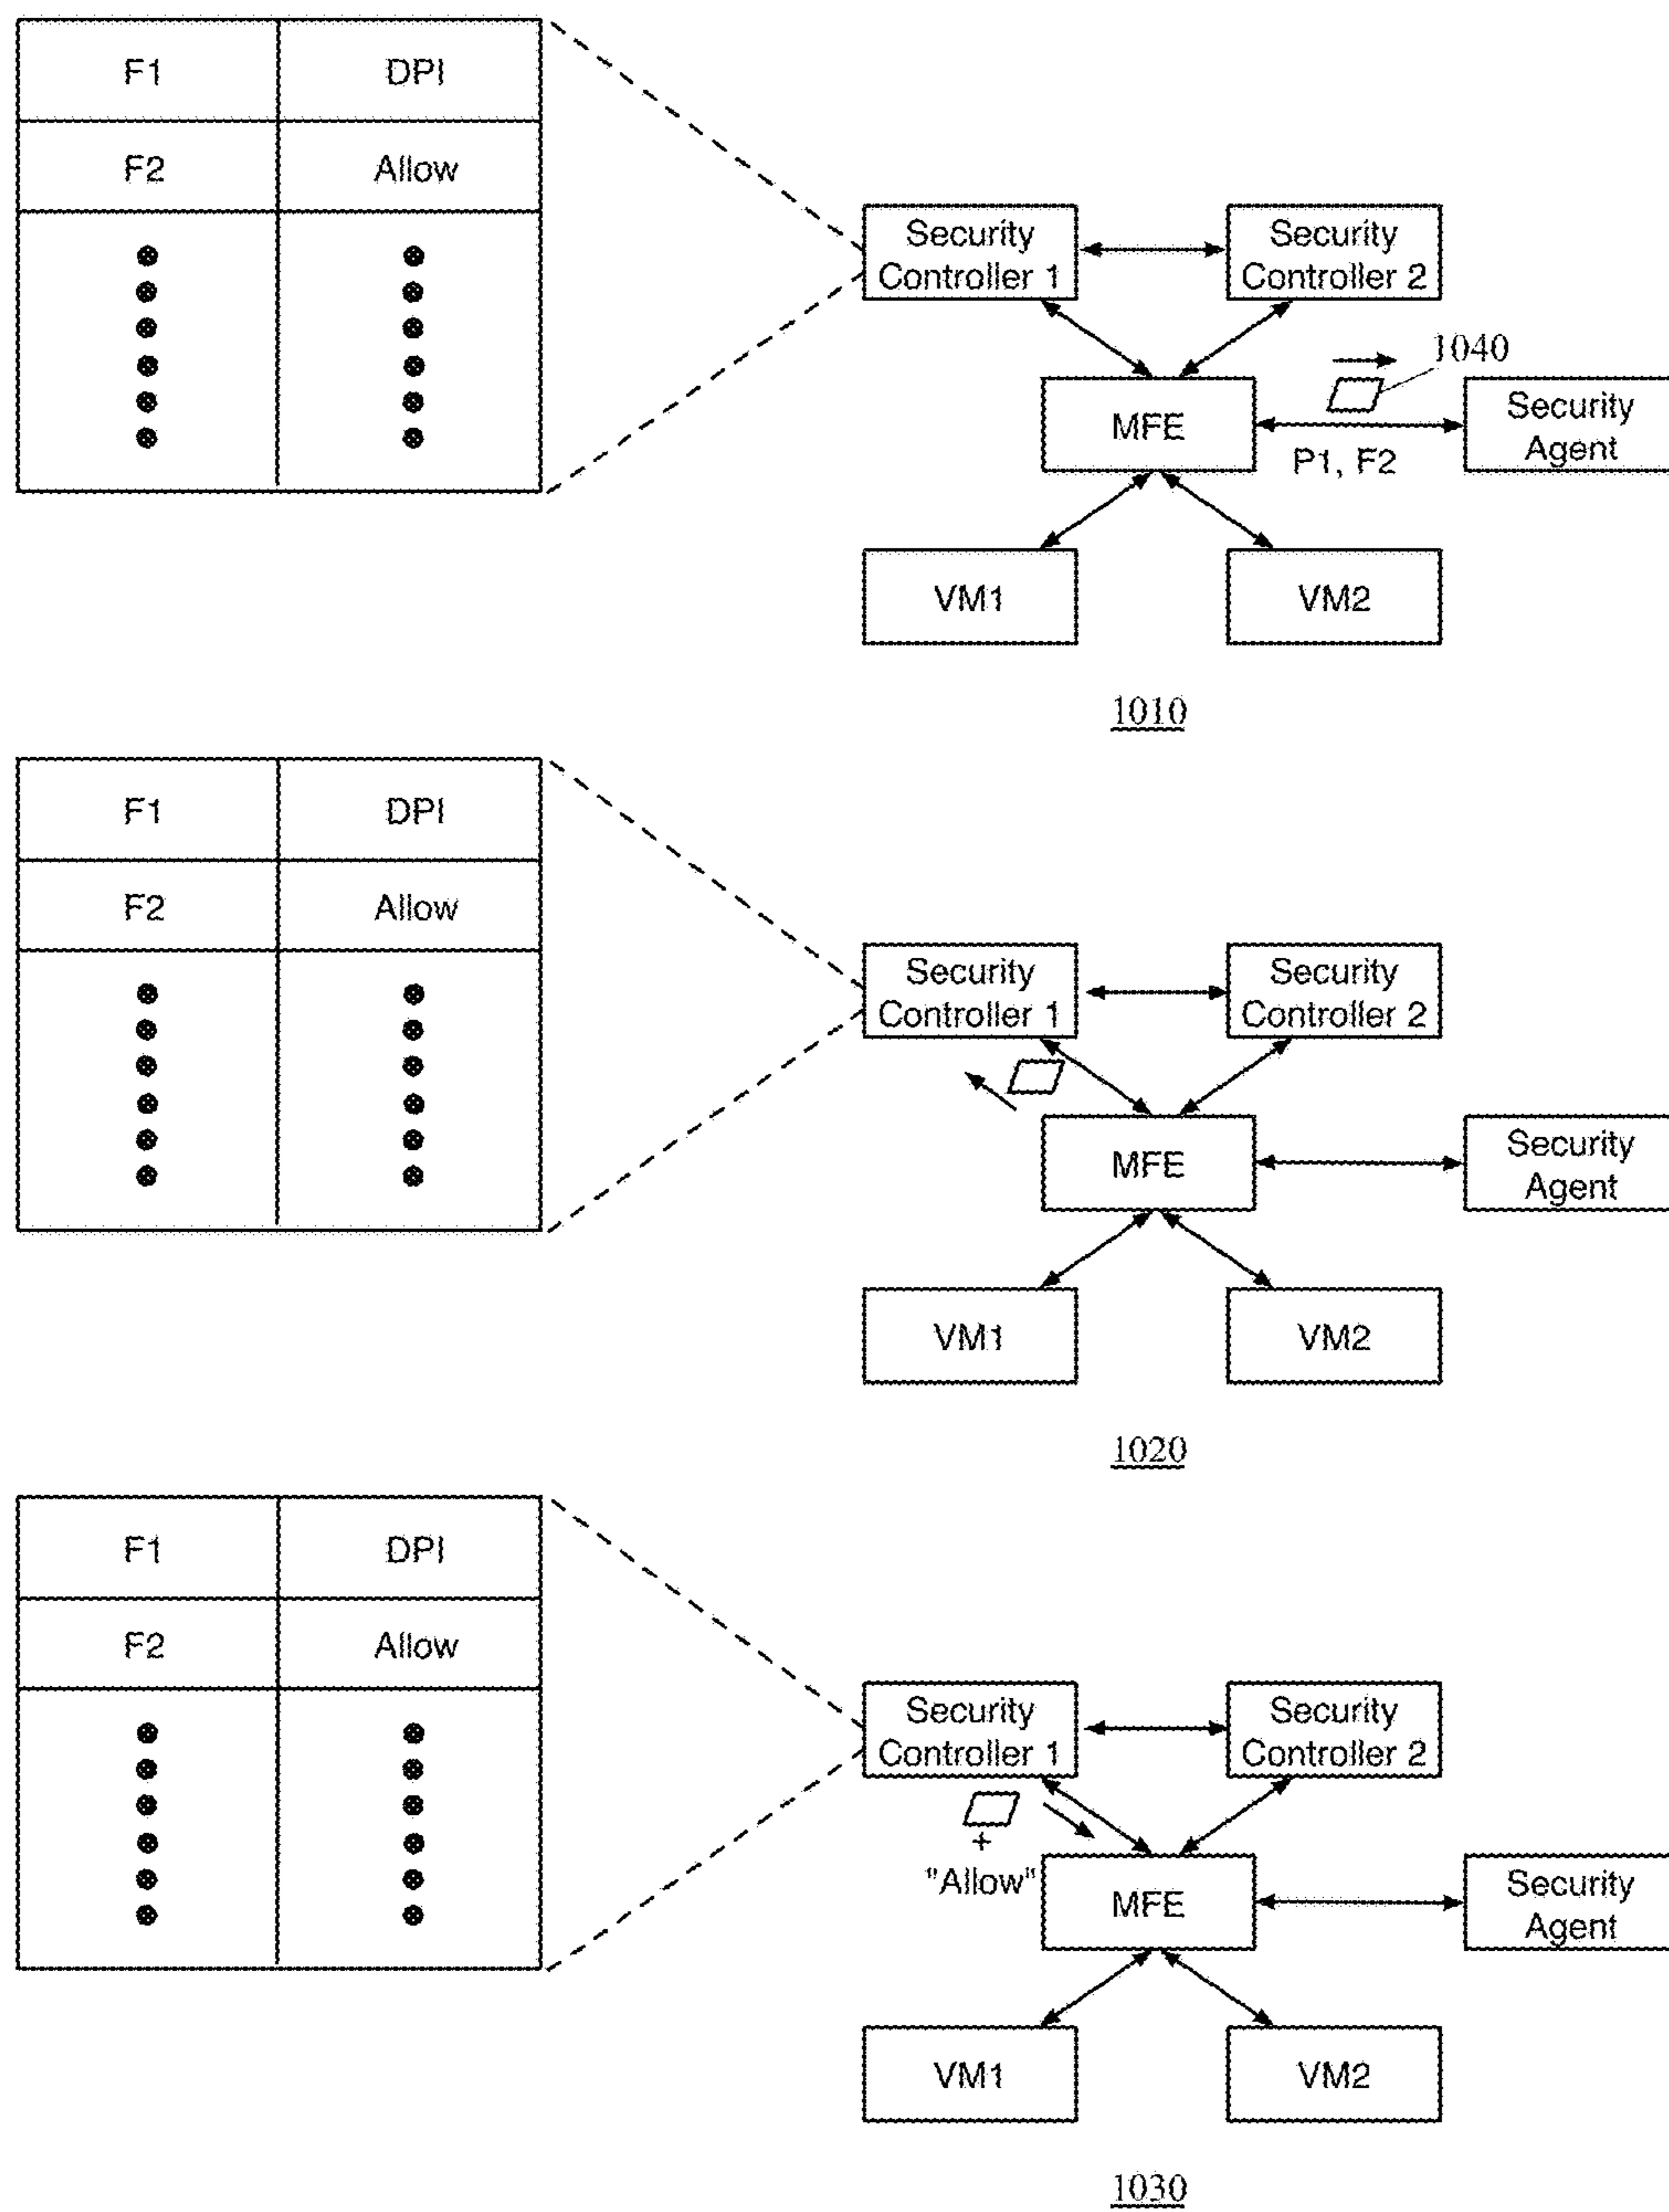 F1 DPI
F2 Allow
Security Controller 1
Security Controller 2
1040
MFE
P1, F2
Security Agent
VM1
VM2
1010
F1 DPI
F2 Allow
Security Controller 1
Security Controller 2
MFE
Security Agent
VM1
VM2
1020
F1 DPI
F2 Allow
Security Controller 1
Security Controller 2
+
"Allow"
MFE
Security Agent
VM1
VM2
1030